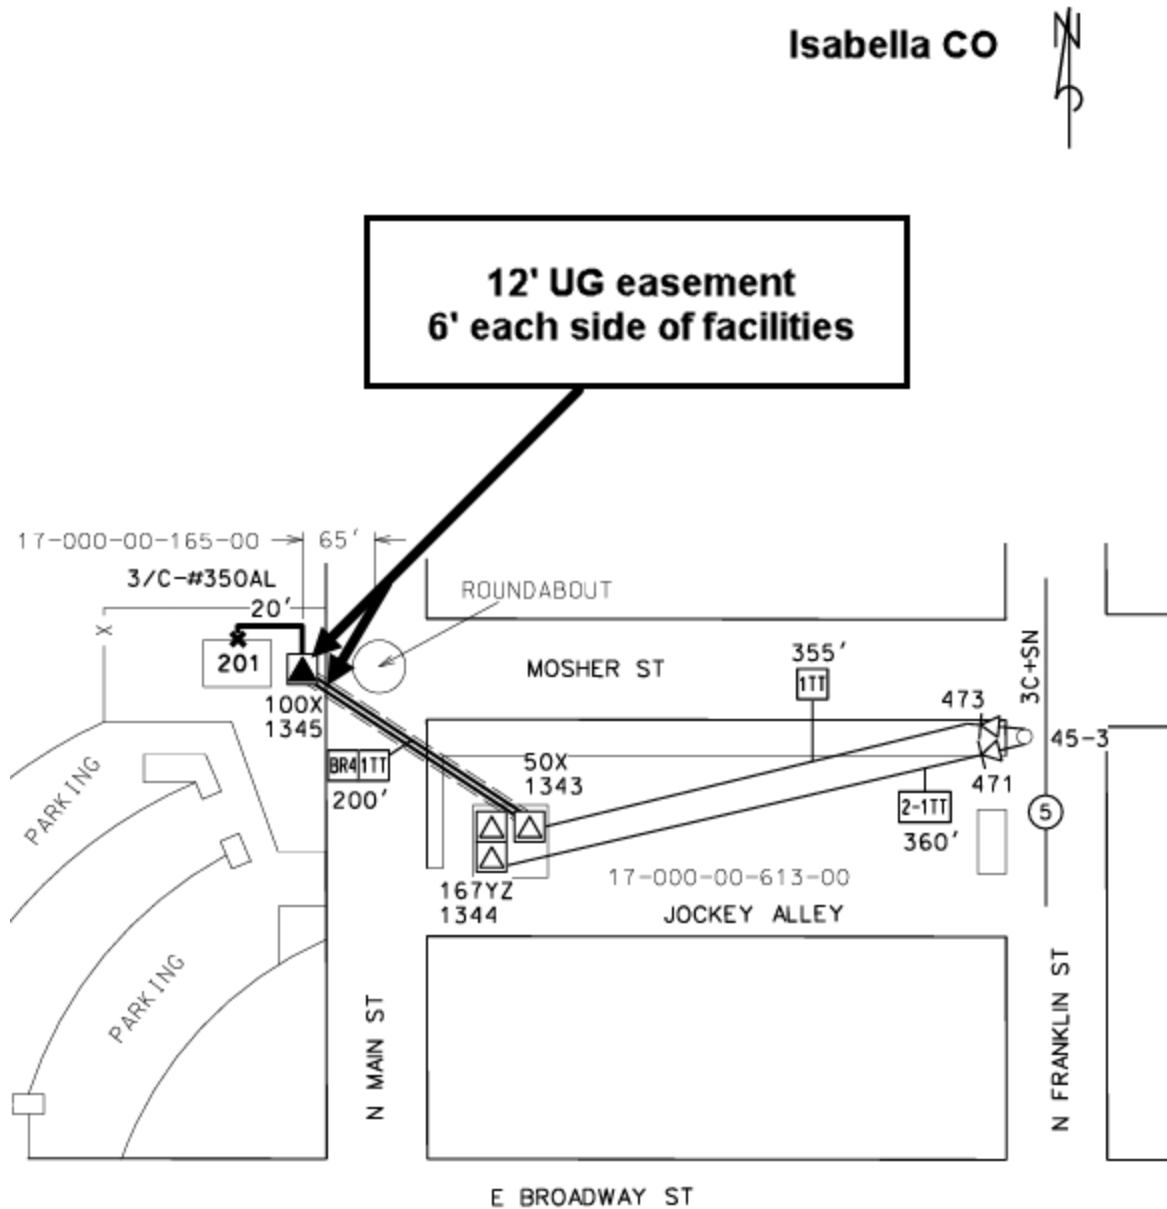 Isabella CO
N
12' UG easement
6' each side of facilities
17-000-00-165-00
65'
3/C-#350AL
20'
X
201
ROUNDABOUT
MOSHER ST
355'
1TT
3C+SN
473
45-3
471
100X
1345
BR4 1TT
200'
50X
1343
2-1TT
360'
5
PARKING
17-000-00-613-00
167YZ
1344
JOCKEY ALLEY
PARKING
N MAIN ST
N FRANKLIN ST
E BROADWAY ST